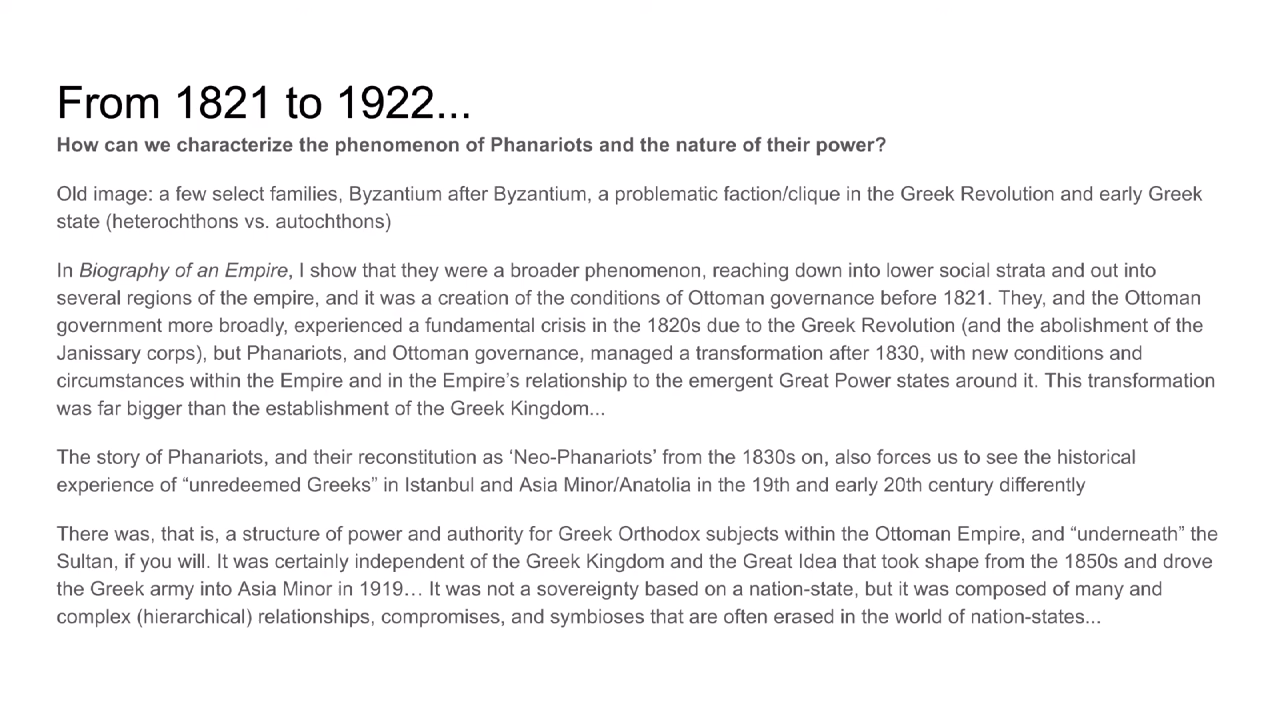 From 1821 to 1922...
How can we characterize the phenomenon of Phanariots and the nature of their power?
Old image: a few select families, Byzantium after Byzantium, a problematic faction/clique in the Greek Revolution and early Greek
state (heterochthons vs. autochthons)
In Biography of an Empire, I show that they were a broader phenomenon, reaching down into lower social strata and out into
several regions of the empire, and it was a creation of the conditions of Ottoman governance before 1821. They, and the Ottoman
government more broadly, experienced a fundamental crisis in the 1820s due to the Greek Revolution (and the abolishment of the
Janissary corps), but Phanariots, and Ottoman governance, managed a transformation after 1830, with new conditions and
circumstances within the Empire and in the Empire's relationship to the emergent Great Power states around it. This transformation
was far bigger than the establishment of the Greek Kingdom...
The story of Phanariots, and their reconstitution as ‘Neo-Phanariots’ from the 1830s on, also forces us to see the historical
experience of “unredeemed Greeks” in Istanbul and Asia Minor/Anatolia in the 19th and early 20th century differently
There was, that is, a structure of power and authority for Greek Orthodox subjects within the Ottoman Empire, and “underneath” the
Sultan, if you will. It was certainly independent of the Greek Kingdom and the Great Idea that took shape from the 1850s and drove
the Greek army into Asia Minor in 1919… It was not a sovereignty based on a nation-state, but it was composed of many and
complex (hierarchical) relationships, compromises, and symbioses that are often erased in the world of nation-states...